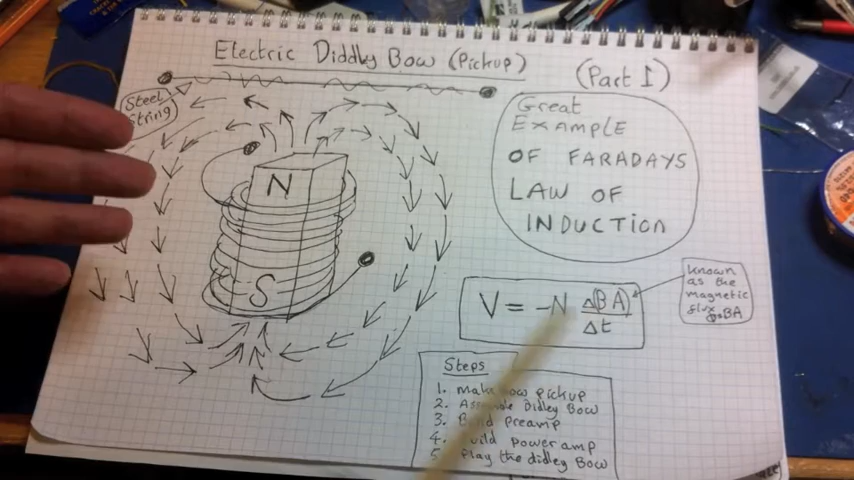 Electric Diddley Bow (Pickup)
(Part 1)
Steel
String
Great
EXAMPLE
OF FARADAYS
LAW OF
INDUCTION
N
S
known
as the
magnetic
flux BA
V = -N Δ(BA)
Δt
Steps
1. Make Bow pickup
2. Assemble Didley Bow
3. Build preamp
4. Build power amp
5. Play the didley Bow